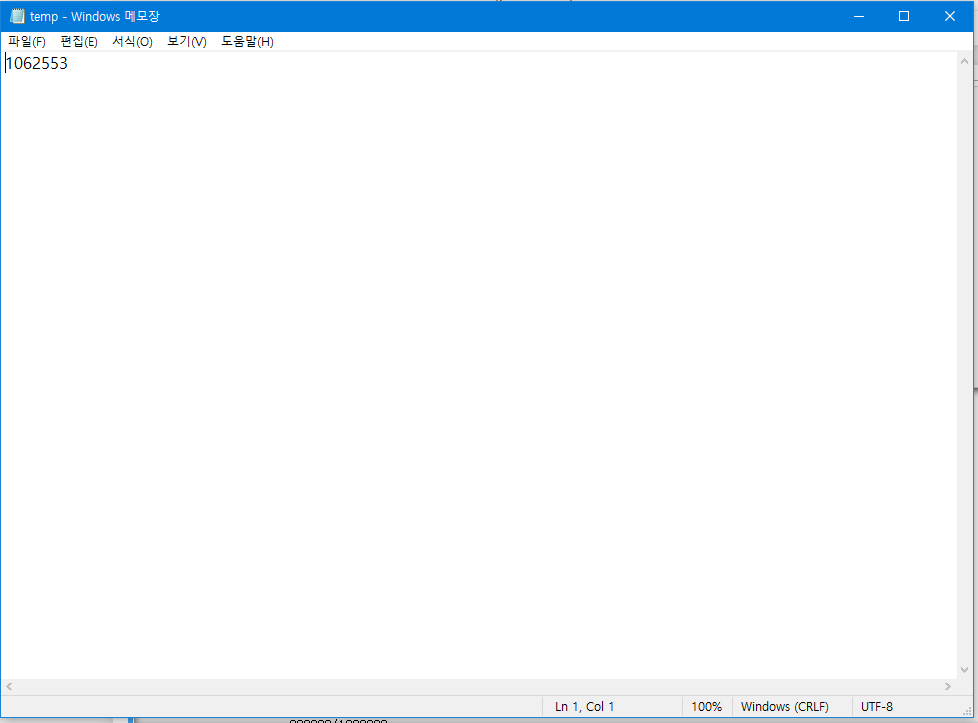 temp - Windows 메모장
파일(F) 편집(E) 서식(O) 보기(V) 도움말(H)
1062553
Ln 1, Col 1 100% Windows (CRLF) UTF-8